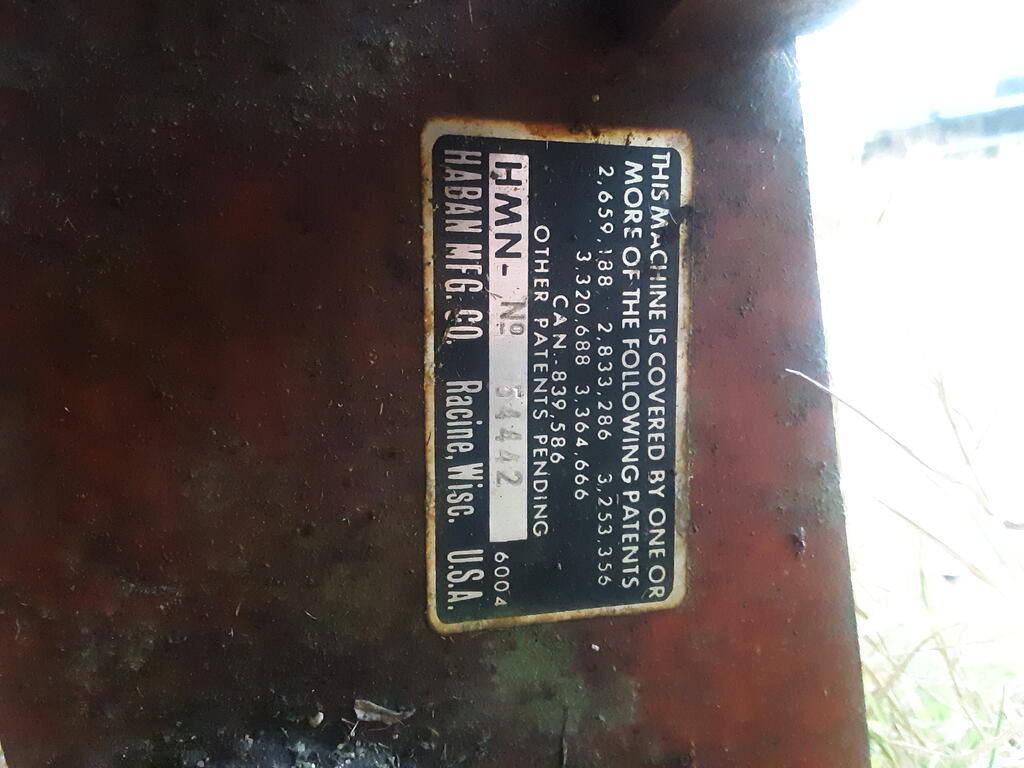 THIS MACHINE IS COVERED BY ONE OR
MORE OF THE FOLLOWING PATENTS
2,659,188 2,833,286 3,253,356
3,320,688 3,364,666
CAN.-839,586
OTHER PATENTS PENDING
HMN- Nº 54442 6004
HABAN MFG. CO. Racine, Wisc. U.S.A.